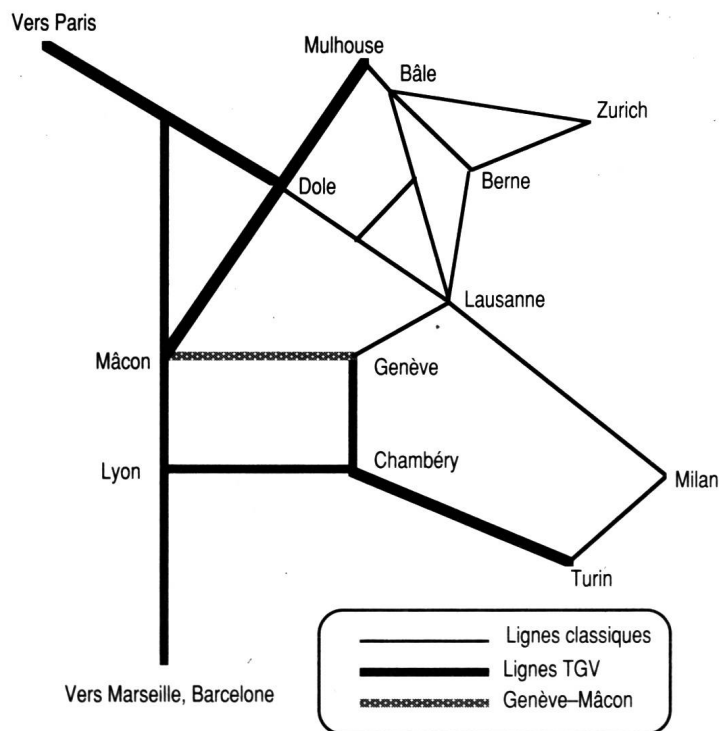 Vers Paris
Mulhouse
Bâle
Zurich
Berne
Dole
Lausanne
Mâcon
Genève
Lyon
Chambéry
Milan
Turin
Lignes classiques
Lignes TGV
Vers Marseille, Barcelone
Genève–Mâcon